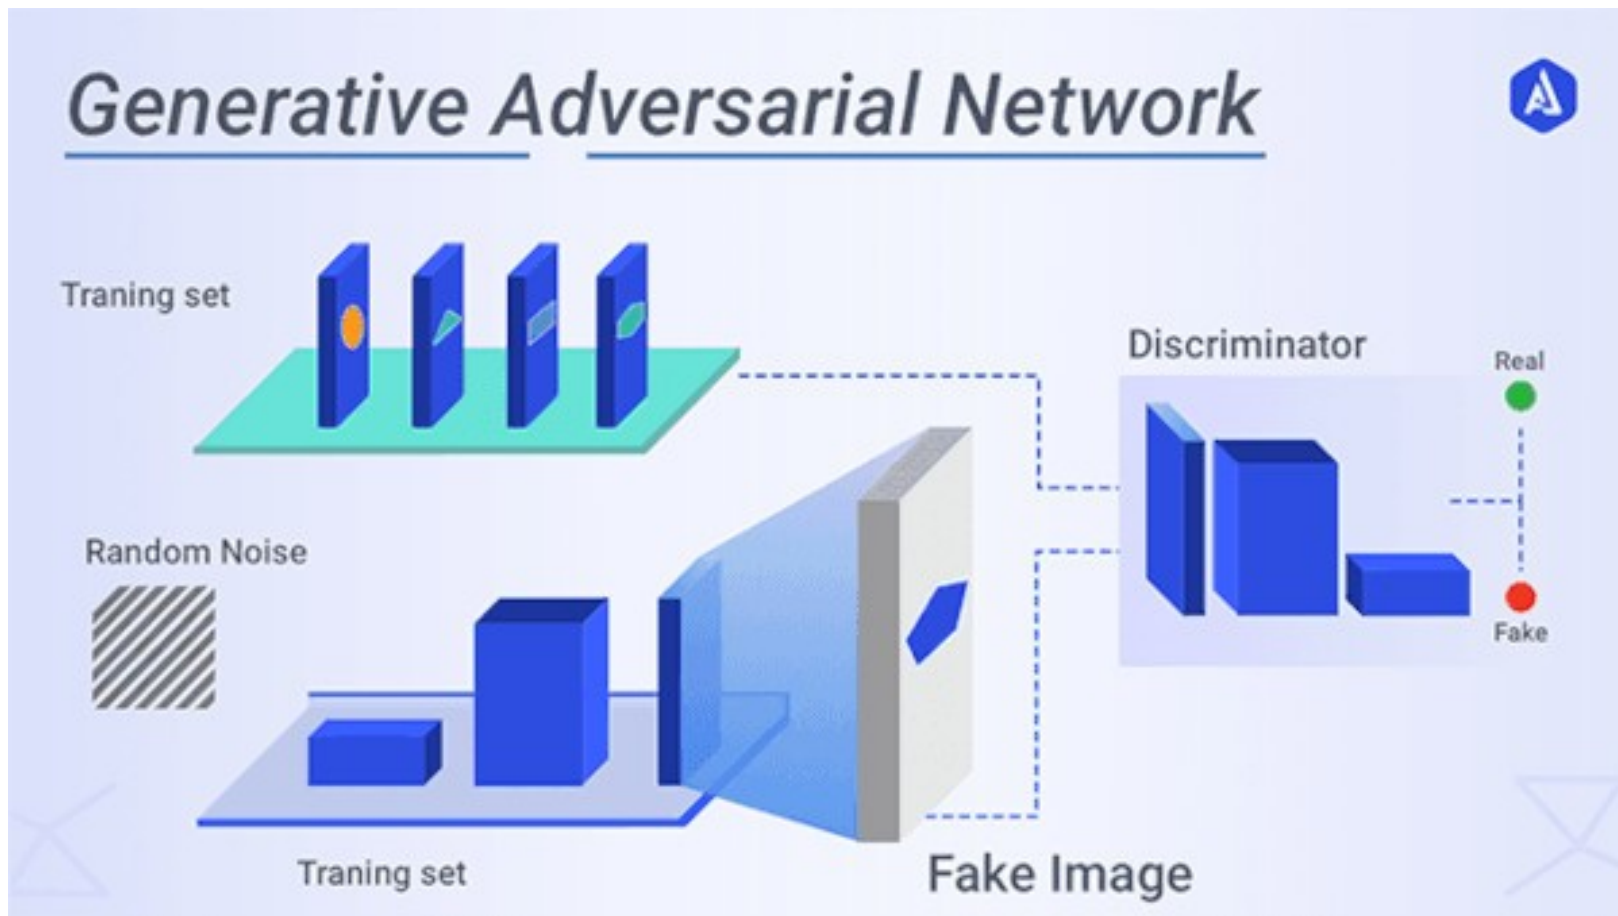 Generative Adversarial Network
Traning set
Discriminator
Real
Random Noise
Fake
Traning set
Fake Image